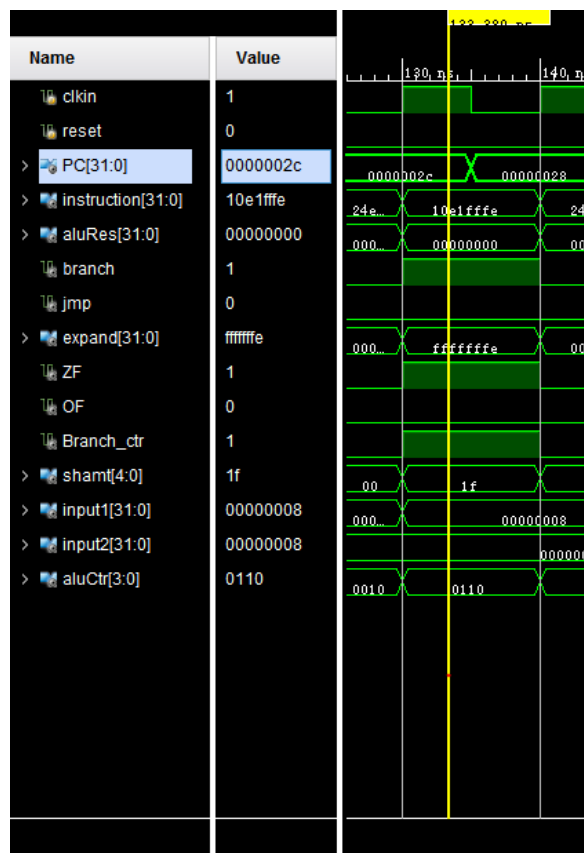 133.380 ns
Name Value
130 ns 140 n
clkin 1
reset 0
PC[31:0] 0000002c 0000002c 00000028
instruction[31:0] 10e1fffe 24e... 10e1fffe 24
aluRes[31:0] 00000000 000... 00000000 00
branch 1
jmp 0
expand[31:0] fffffffe 000... fffffffe 00
ZF 1
OF 0
Branch_ctr 1
shamt[4:0] 1f 00 1f
input1[31:0] 00000008 000... 00000008
input2[31:0] 00000008 000000
aluCtr[3:0] 0110 0010 0110